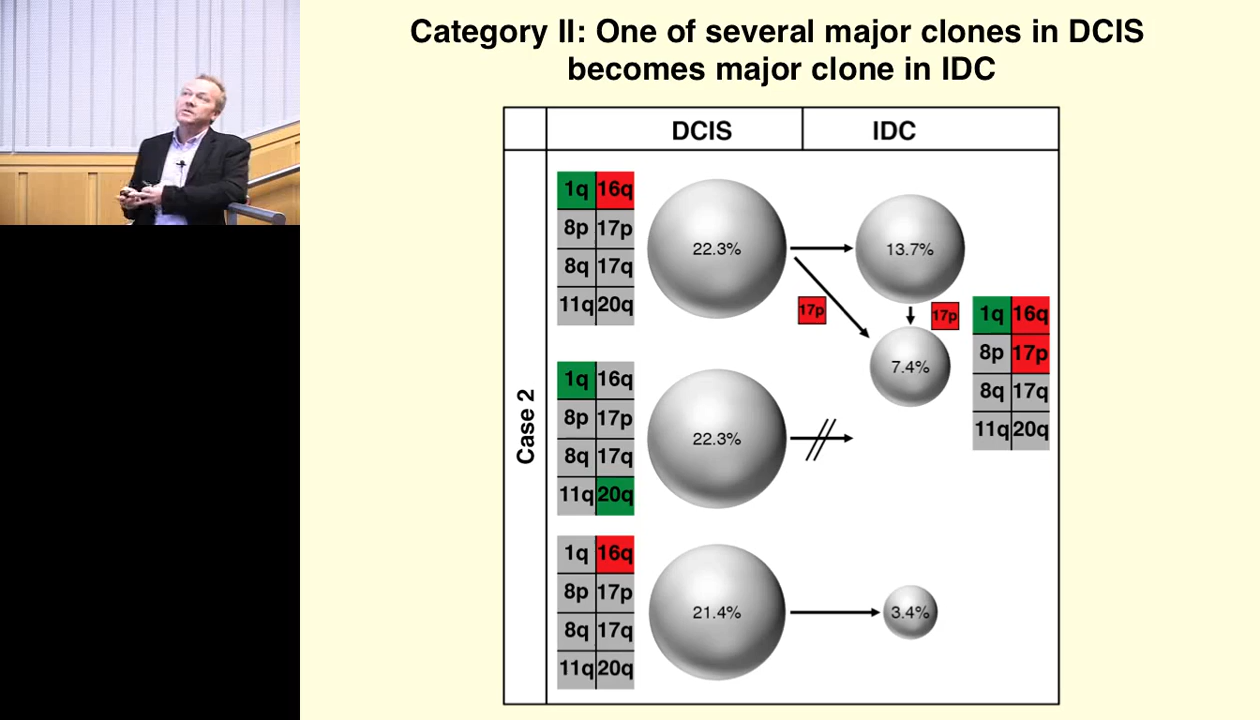 Category II: One of several major clones in DCIS
becomes major clone in IDC
DCIS IDC
Case 2
1q 16q
8p 17p
8q 17q
11q 20q
22.3%
13.7%
17p
17p
7.4%
1q 16q
8p 17p
8q 17q
11q 20q
1q 16q
8p 17p
8q 17q
11q 20q
22.3%
1q 16q
8p 17p
8q 17q
11q 20q
21.4%
3.4%